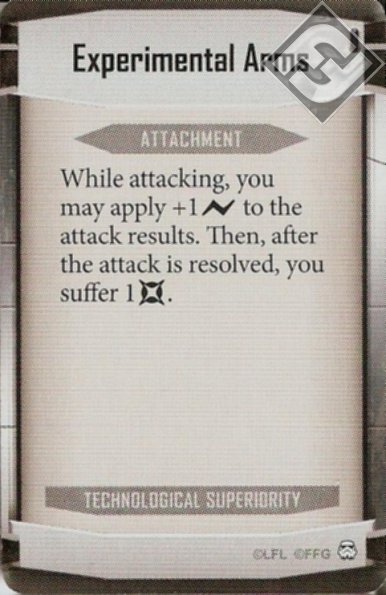 Experimental Arms
ATTACHMENT
While attacking, you
may apply +1 to the
attack results. Then, after
the attack is resolved, you
suffer 1 .
TECHNOLOGICAL SUPERIORITY
©LFL ©FFG